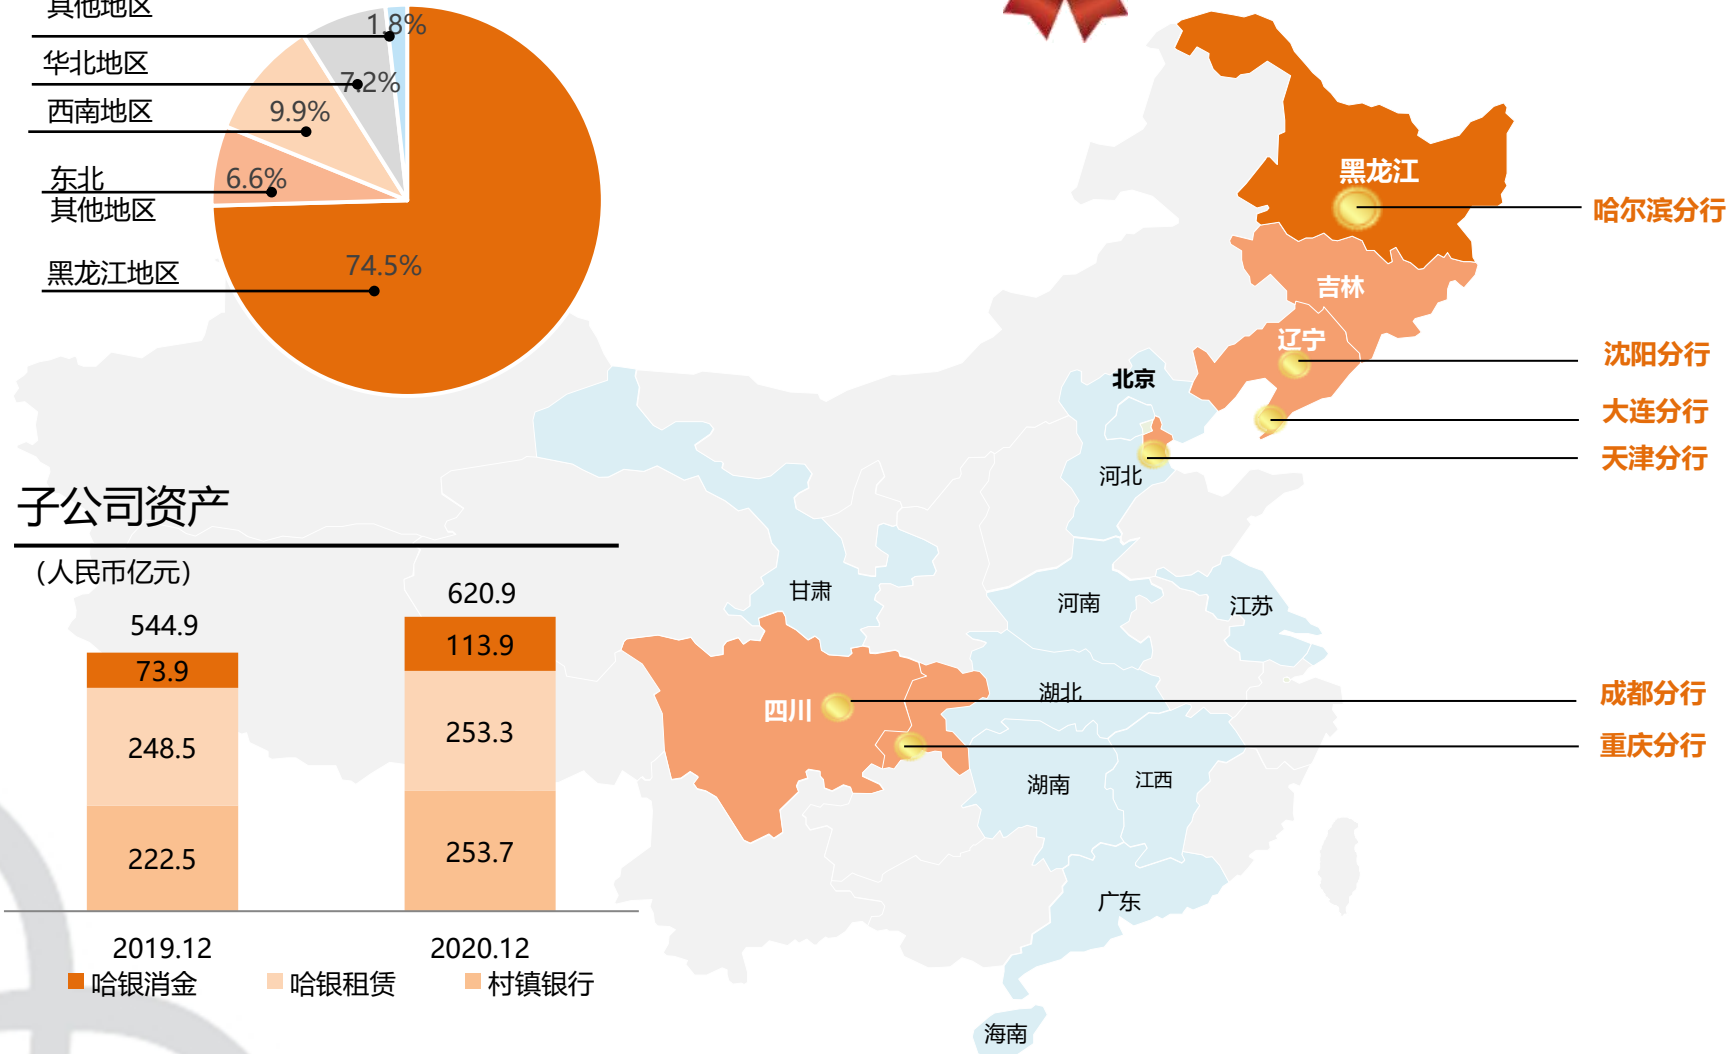 其他地区
1.8%
华北地区
7.2%
西南地区
9.9%
东北
其他地区
6.6%
黑龙江地区
74.5%
子公司资产
（人民币亿元）
544.9
620.9
73.9
113.9
248.5
253.3
222.5
253.7
2019.12
2020.12
哈银消金
哈银租赁
村镇银行
黑龙江
哈尔滨分行
吉林
辽宁
沈阳分行
北京
大连分行
天津分行
河北
甘肃
河南
江苏
四川
湖北
成都分行
重庆分行
湖南
江西
广东
海南